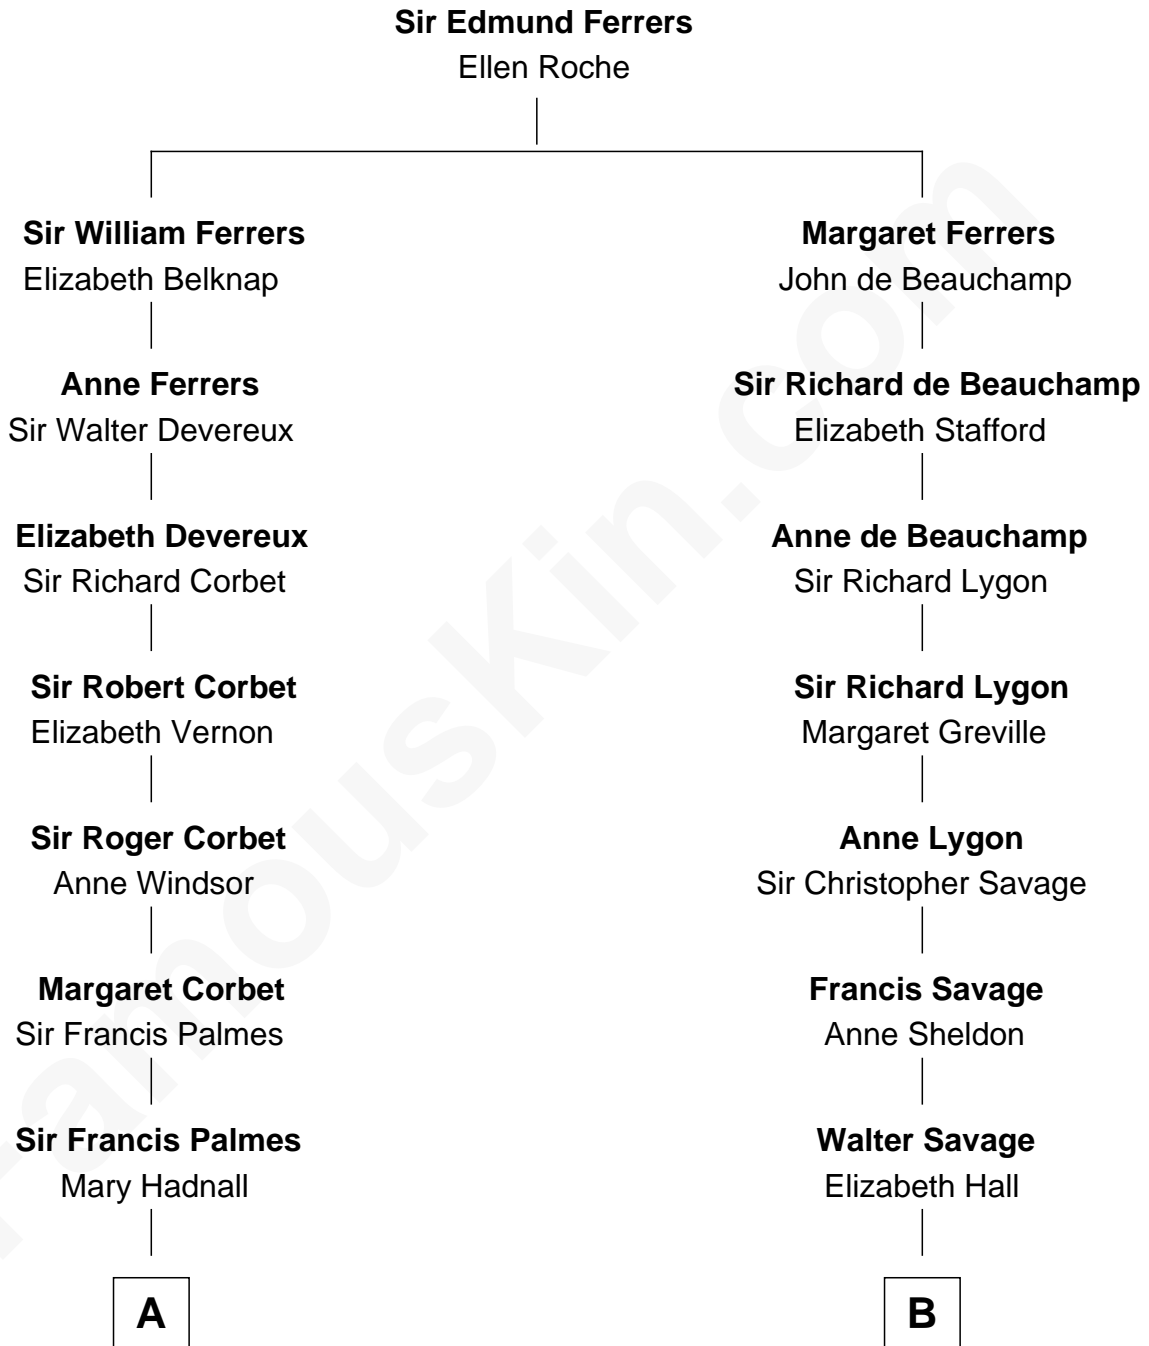 Sir Edmund Ferrers
Ellen Roche
Sir William Ferrers
Elizabeth Belknap
Margaret Ferrers
John de Beauchamp
Anne Ferrers
Sir Walter Devereux
Sir Richard de Beauchamp
Elizabeth Stafford
Elizabeth Devereux
Sir Richard Corbet
Anne de Beauchamp
Sir Richard Lygon
Sir Robert Corbet
Elizabeth Vernon
Sir Richard Lygon
Margaret Greville
Sir Roger Corbet
Anne Windsor
Anne Lygon
Sir Christopher Savage
Margaret Corbet
Sir Francis Palmes
Francis Savage
Anne Sheldon
Sir Francis Palmes
Mary Hadnall
Walter Savage
Elizabeth Hall
A
B
FamousKin.com